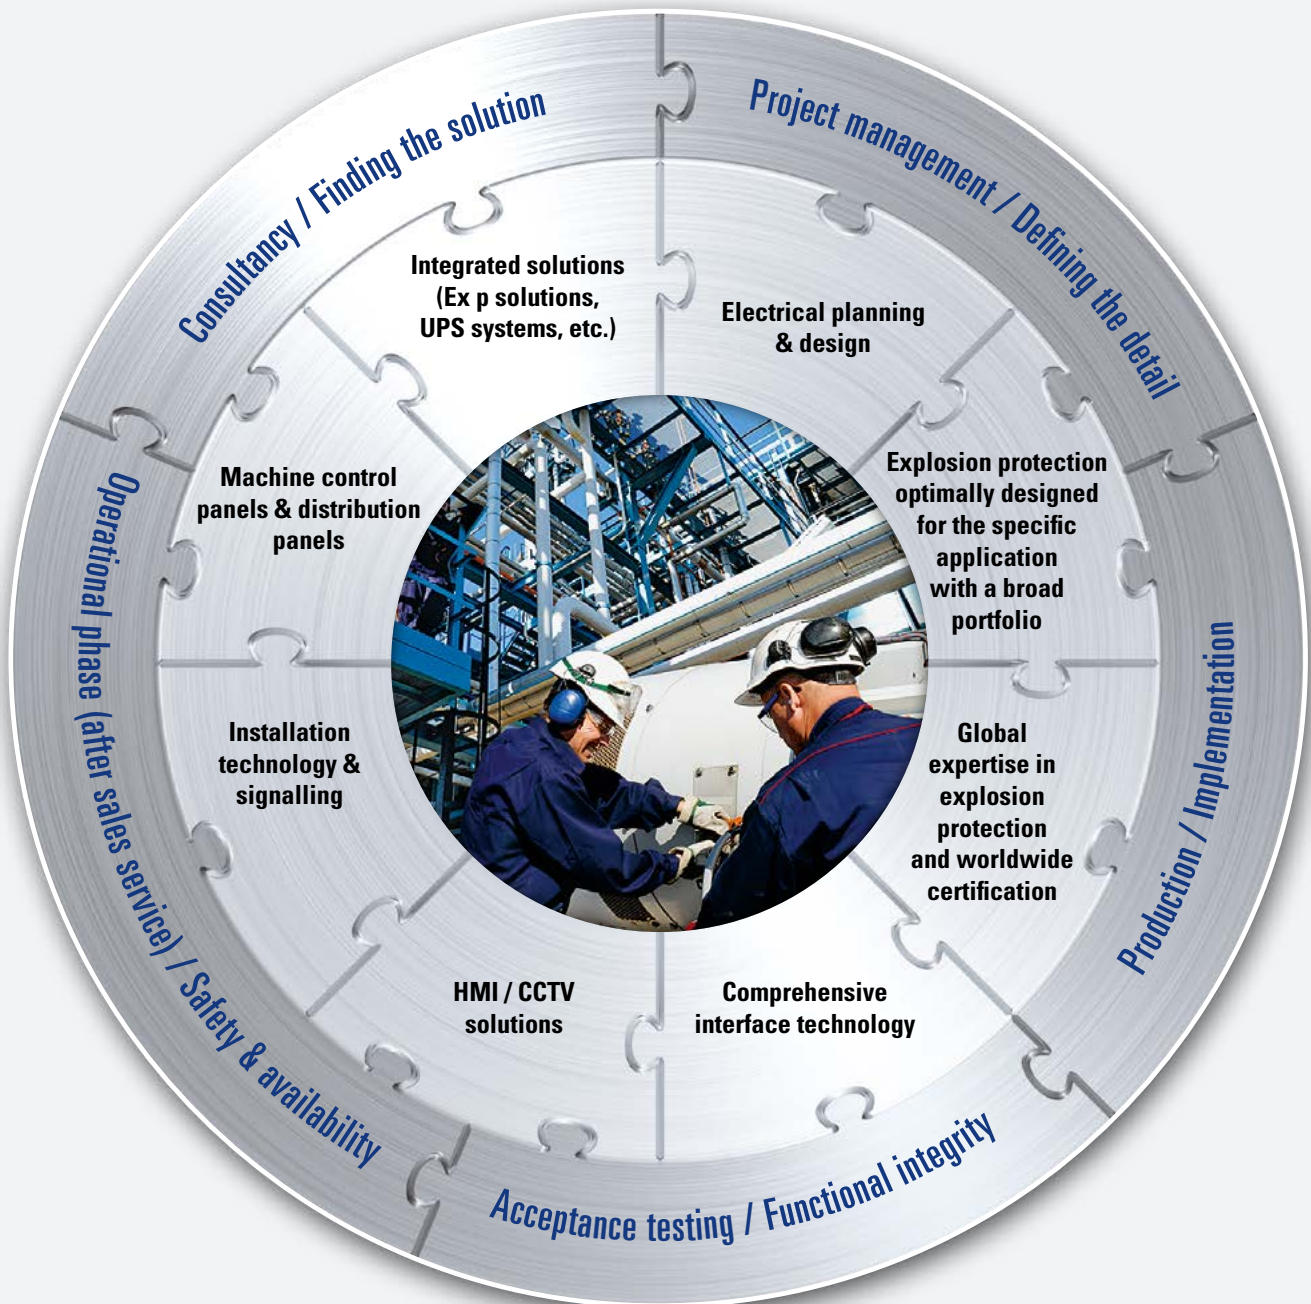 Consultancy / Finding the solution
Project management / Defining the detail
Production / Implementation
Acceptance testing / Functional integrity
Operational phase (after sales service) / Safety & availability
Integrated solutions
(Ex p solutions,
UPS systems, etc.)
Electrical planning
& design
Explosion protection
optimally designed
for the specific
application
with a broad
portfolio
Global
expertise in
explosion
protection
and worldwide
certification
Comprehensive
interface technology
HMI / CCTV
solutions
Installation
technology &
signalling
Machine control
panels & distribution
panels